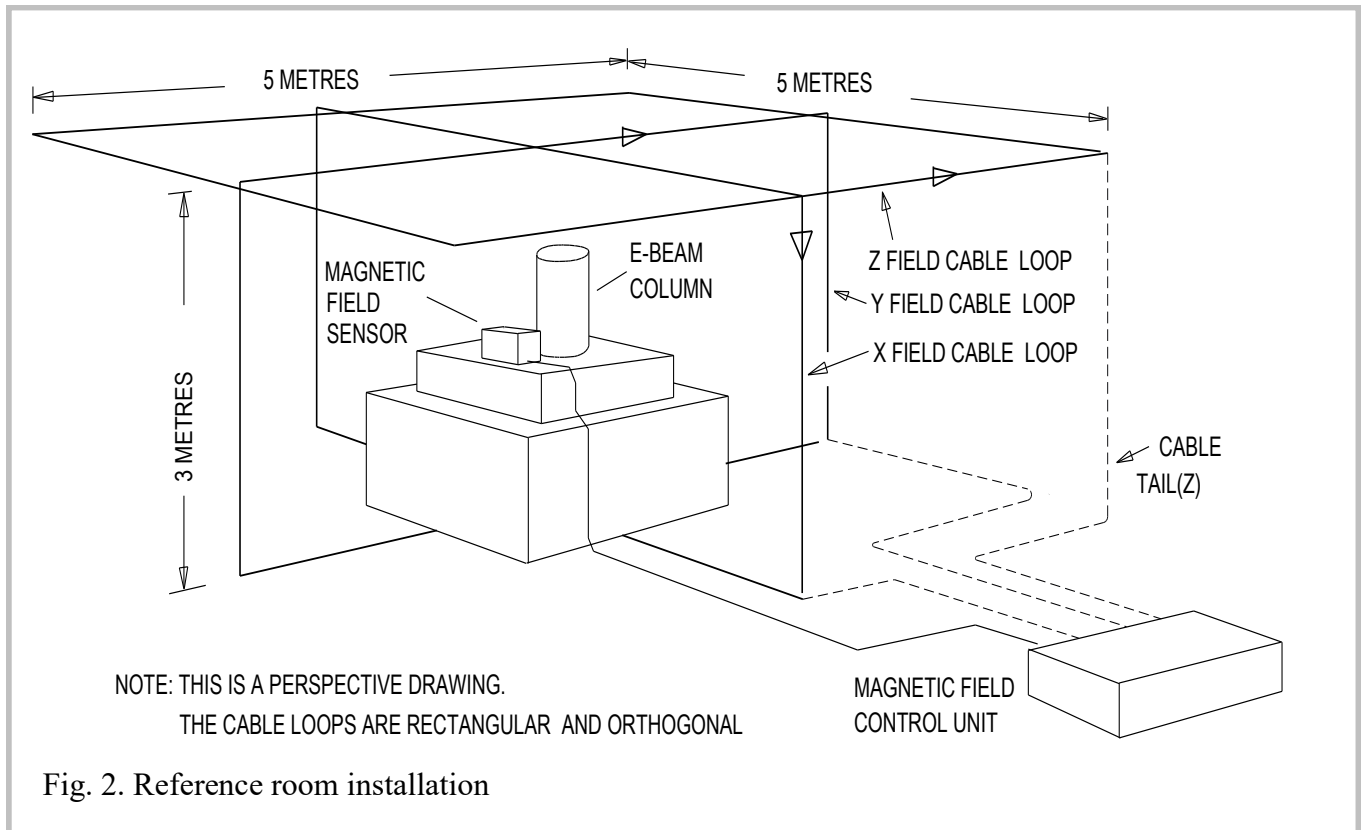 5 METRES
5 METRES
E-BEAM
COLUMN
MAGNETIC
FIELD
SENSOR
Z FIELD CABLE LOOP
Y FIELD CABLE LOOP
X FIELD CABLE LOOP
3 METRES
CABLE
TAIL(Z)
NOTE: THIS IS A PERSPECTIVE DRAWING.
THE CABLE LOOPS ARE RECTANGULAR AND ORTHOGONAL
MAGNETIC FIELD
CONTROL UNIT
Fig. 2. Reference room installation